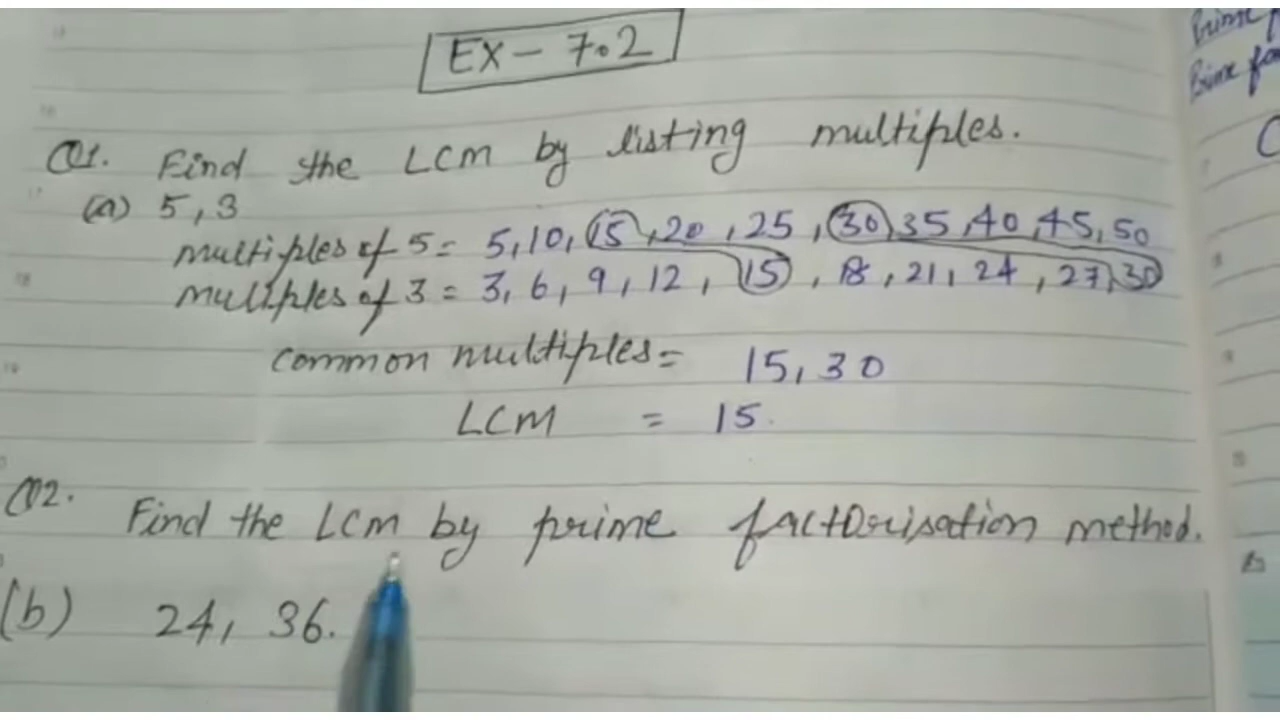 EX - 7.2
Q1. Find the LCM by listing multiples.
(a) 5, 3
multiples of 5 = 5, 10, 15, 20, 25, 30, 35, 40, 45, 50
multiples of 3 = 3, 6, 9, 12, 15, 18, 21, 24, 27, 30
common multiples = 15, 30
LCM = 15.
Q2. Find the LCM by prime factorisation method.
(b) 24, 36.
Prime
Prime